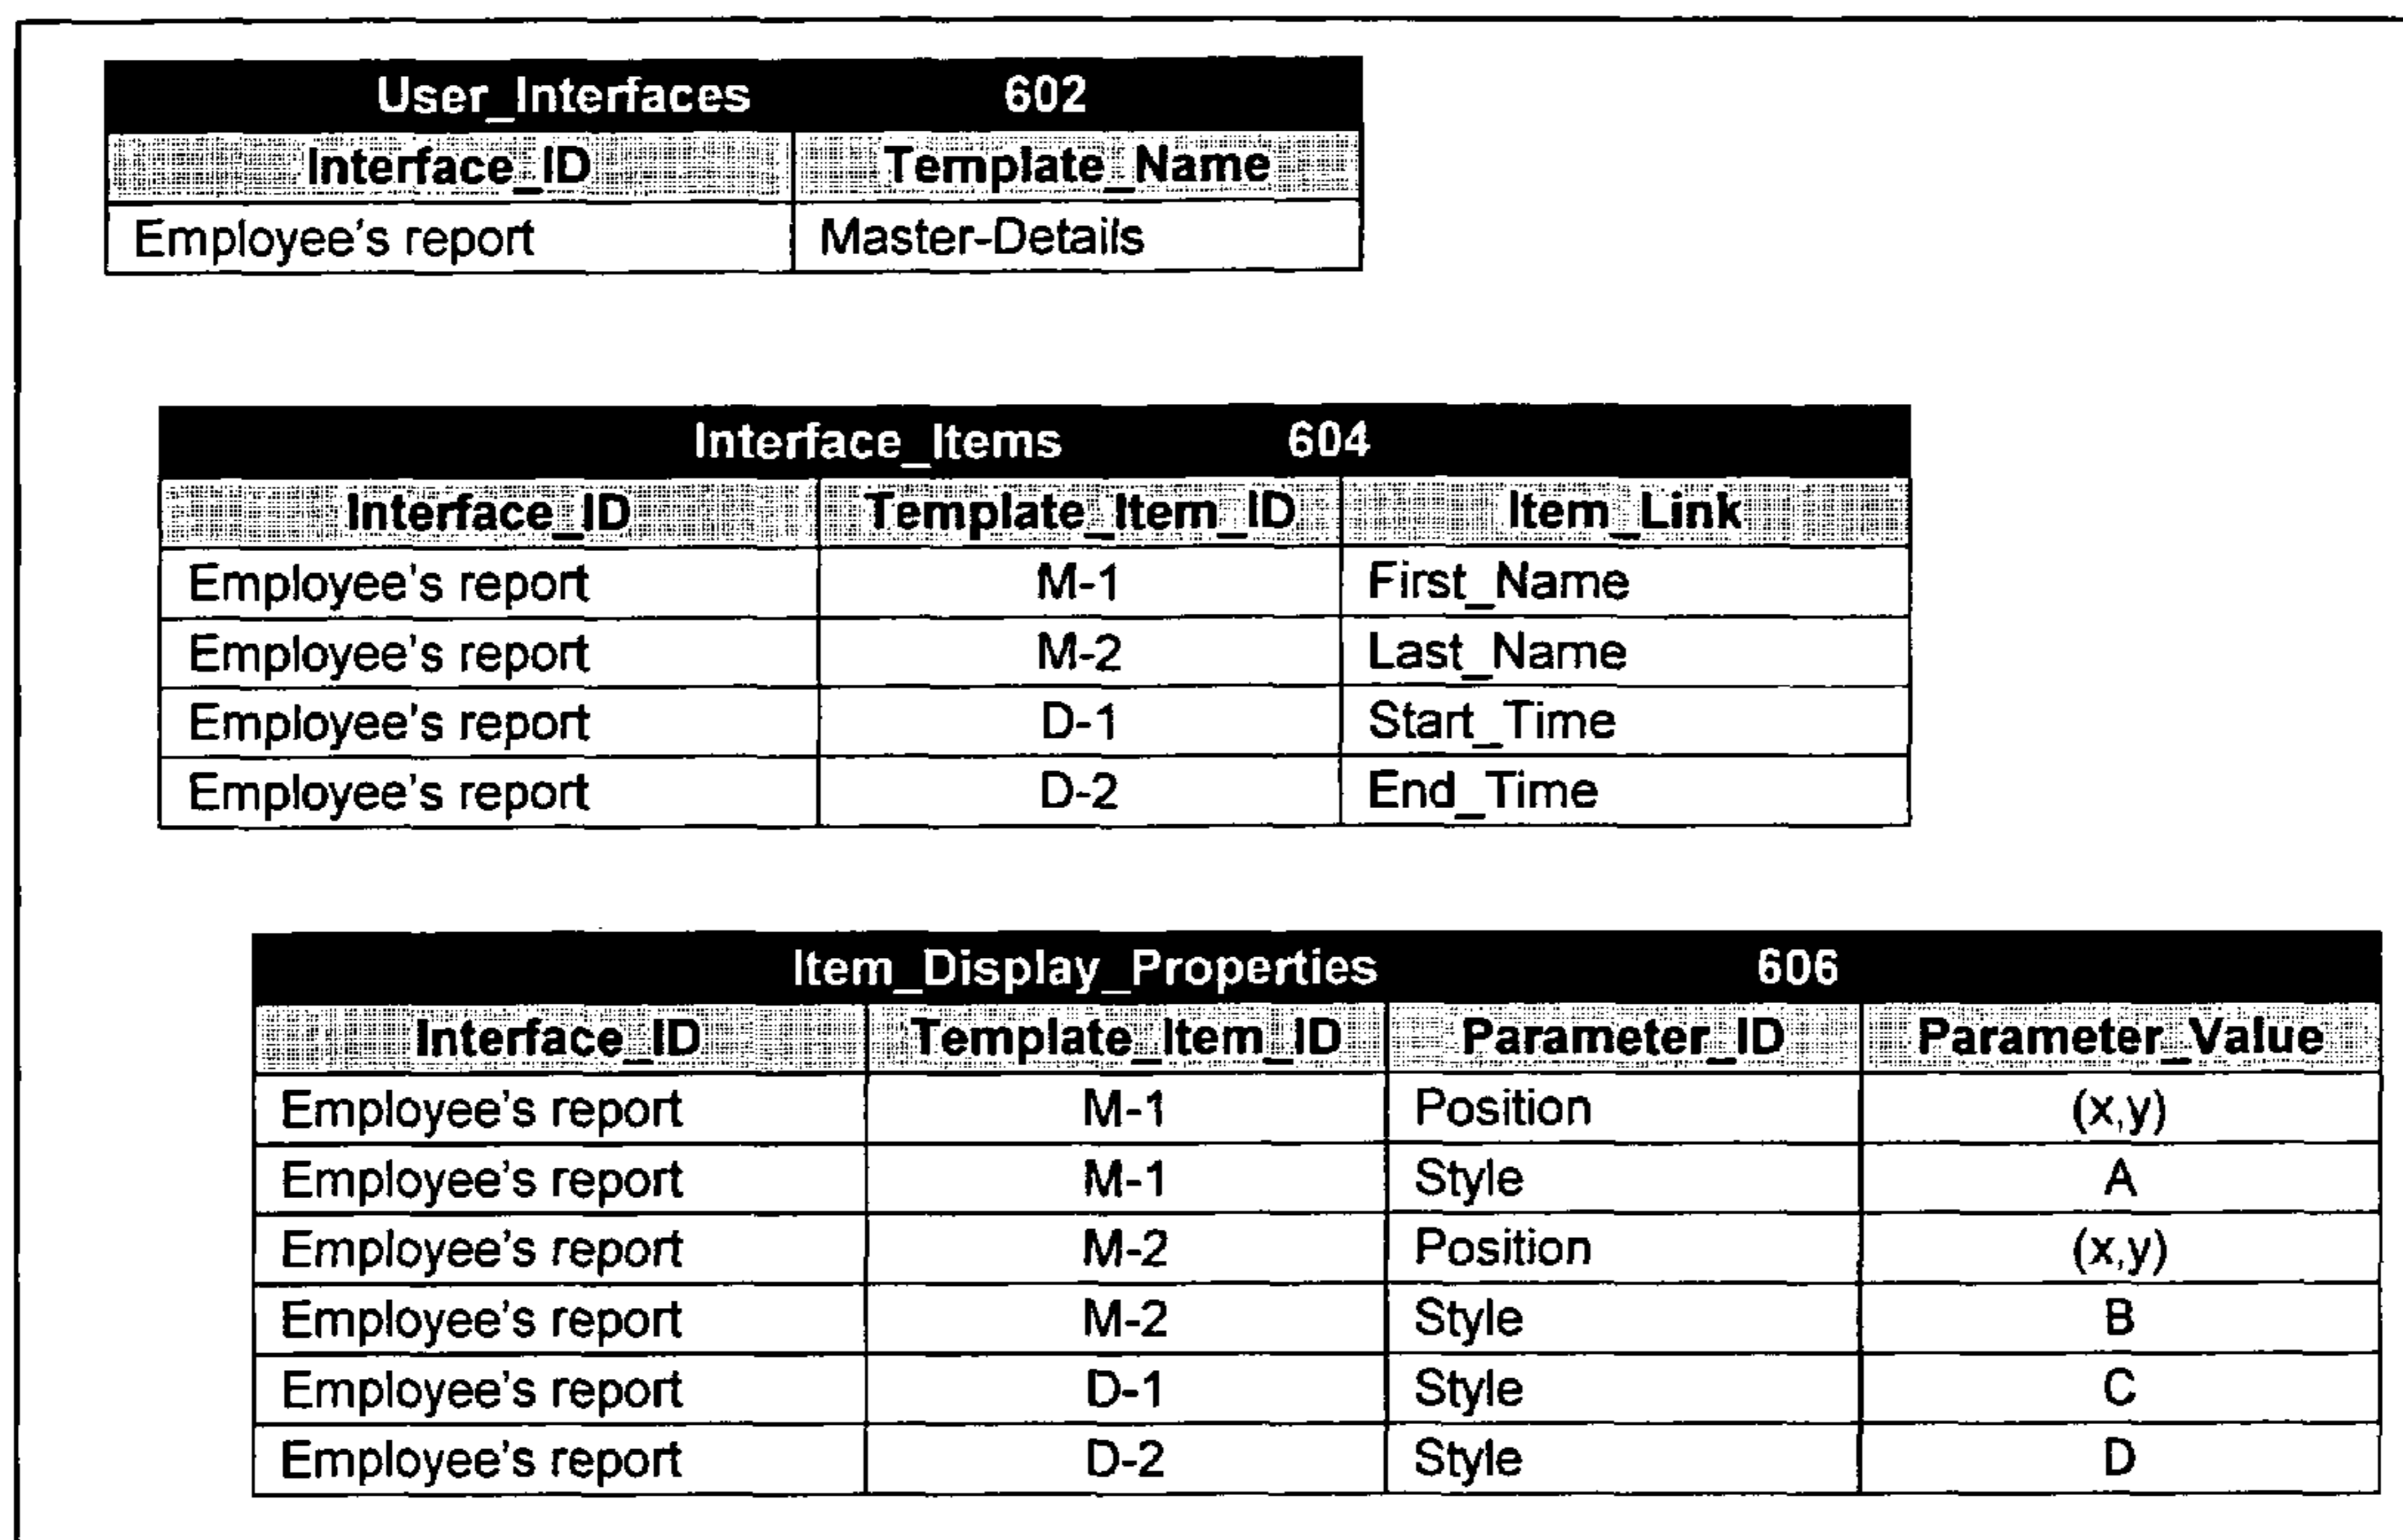 User_Interfaces 602
Interface_ID Template_Name
Employee's report Master-Details
Interface_Items 604
Interface_ID Template_Item_ID Item_Link
Employee's report M-1 First_Name
Employee's report M-2 Last_Name
Employee's report D-1 Start_Time
Employee's report D-2 End_Time
Item_Display_Properties 606
Interface_ID Template_Item_ID Parameter_ID Parameter_Value
Employee's report M-1 Position (x,y)
Employee's report M-1 Style A
Employee's report M-2 Position (x,y)
Employee's report M-2 Style B
Employee's report D-1 Style C
Employee's report D-2 Style D